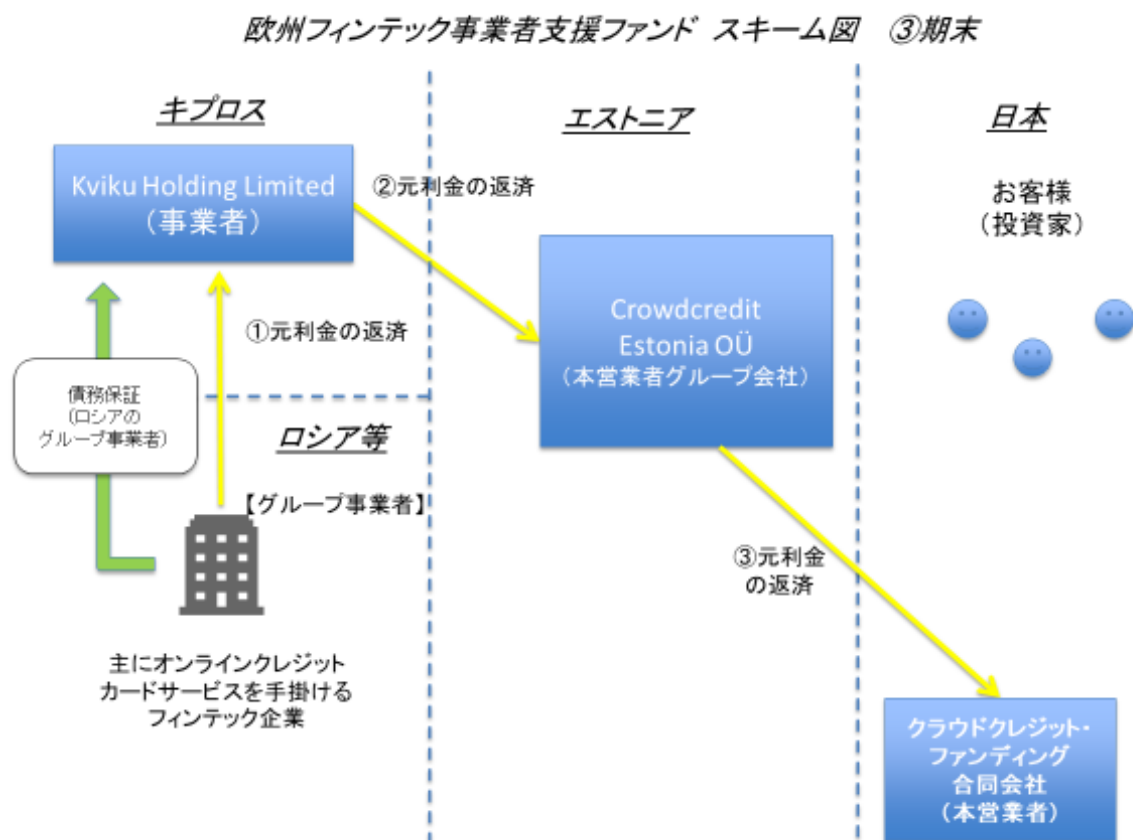 欧州フィンテック事業者支援ファンド スキーム図 ③期末
キプロス
エストニア
日本
Kviku Holding Limited
（事業者）
②元利金の返済
お客様
（投資家）
Crowdcredit
Estonia OÜ
（本営業者グループ会社）
①元利金の返済
債務保証
(ロシアの
グループ事業者)
ロシア等
【グループ事業者】
③元利金
の返済
主にオンラインクレジット
カードサービスを手掛ける
フィンテック企業
クラウドクレジット・
ファンディング
合同会社
（本営業者）